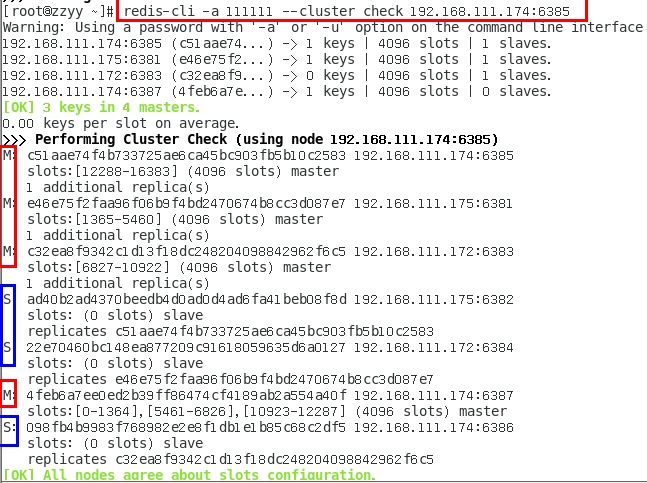 [root@zzyy ~]# redis-cli -a 111111 --cluster check 192.168.111.174:6385
Warning: Using a password with '-a' or '-u' option on the command line interface
192.168.111.174:6385 (c51aae74...) -> 1 keys | 4096 slots | 1 slaves.
192.168.111.175:6381 (e46e75f2...) -> 1 keys | 4096 slots | 1 slaves.
192.168.111.172:6383 (c32ea8f9...) -> 0 keys | 4096 slots | 1 slaves.
192.168.111.174:6387 (4feb6a7e...) -> 1 keys | 4096 slots | 0 slaves.
[OK] 3 keys in 4 masters.
0.00 keys per slot on average.
>>> Performing Cluster Check (using node 192.168.111.174:6385)
M: c51aae74f4b733725ae6ca45bc903fb5b10c2583 192.168.111.174:6385
slots:[12288-16383] (4096 slots) master
1 additional replica(s)
M: e46e75f2faa96f06b9f4bd2470674b8cc3d087e7 192.168.111.175:6381
slots:[1365-5460] (4096 slots) master
1 additional replica(s)
M: c32ea8f9342c1d13f18dc248204098842962f6c5 192.168.111.172:6383
slots:[6827-10922] (4096 slots) master
1 additional replica(s)
S: ad40b2ad4370beedb4d0ad0d4ad6fa41beb08f8d 192.168.111.175:6382
slots: (0 slots) slave
replicates c51aae74f4b733725ae6ca45bc903fb5b10c2583
S: 22e70460bc148ea877209c91618059635d6a0127 192.168.111.172:6384
slots: (0 slots) slave
replicates e46e75f2faa96f06b9f4bd2470674b8cc3d087e7
M: 4feb6a7ee0ed2b39ff86474cf4189ab2a554a40f 192.168.111.174:6387
slots:[0-1364],[5461-6826],[10923-12287] (4096 slots) master
S: 098fb4b9983f768982e2e8f1db1e1b85c68c2df5 192.168.111.174:6386
slots: (0 slots) slave
replicates c32ea8f9342c1d13f18dc248204098842962f6c5
[OK] All nodes agree about slots configuration.